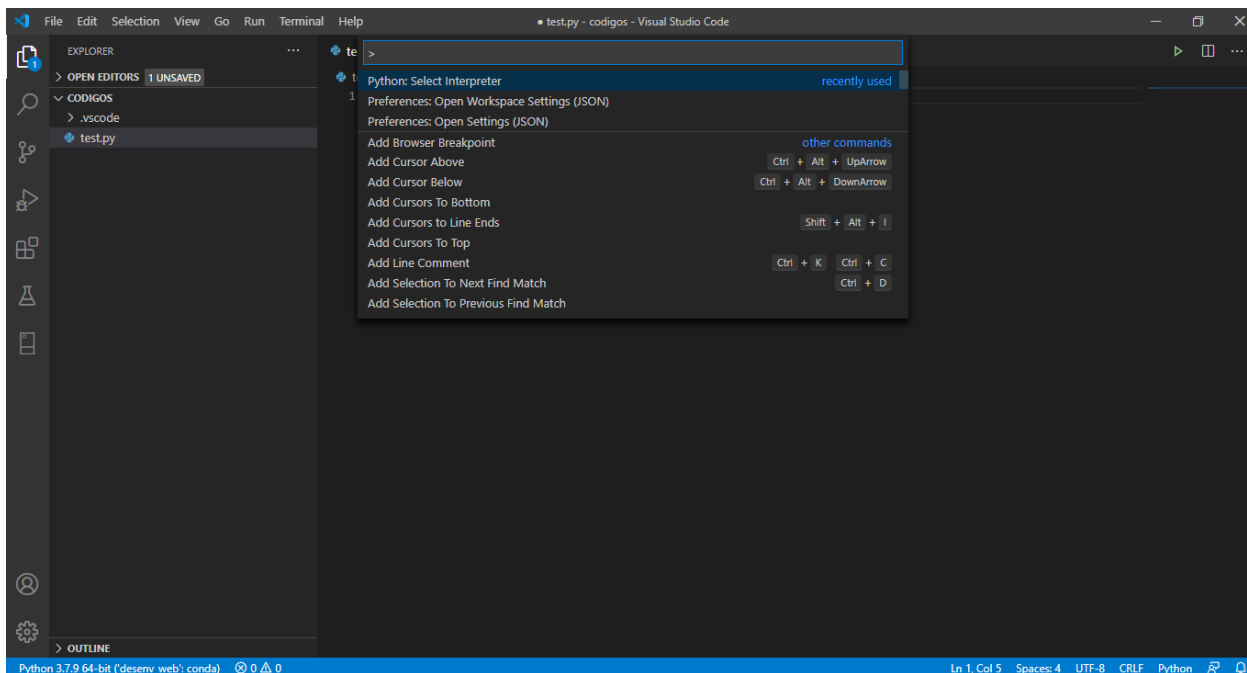 File Edit Selection View Go Run Terminal Help
● test.py - codigos - Visual Studio Code
EXPLORER
OPEN EDITORS 1 UNSAVED
CODIGOS
.vscode
test.py
OUTLINE
1
te
t
1
>
Python: Select Interpreter recently used
Preferences: Open Workspace Settings (JSON)
Preferences: Open Settings (JSON)
Add Browser Breakpoint other commands
Add Cursor Above Ctrl + Alt + UpArrow
Add Cursor Below Ctrl + Alt + DownArrow
Add Cursors To Bottom
Add Cursors to Line Ends Shift + Alt + I
Add Cursors To Top
Add Line Comment Ctrl + K Ctrl + C
Add Selection To Next Find Match Ctrl + D
Add Selection To Previous Find Match
Python 3.7.9 64-bit ('desenv_web': conda) 0 0
Ln 1, Col 5 Spaces: 4 UTF-8 CRLF Python